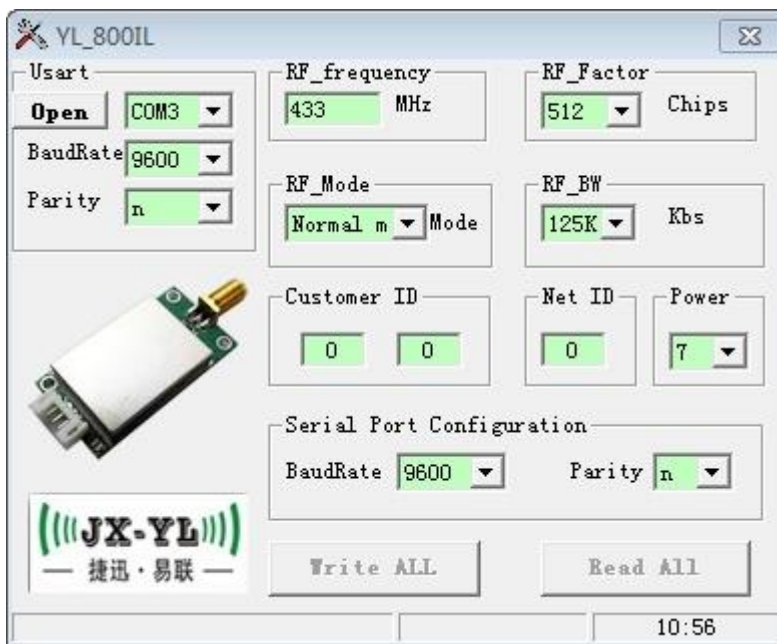 YL_800IL
Usart
Open COM3
BaudRate 9600
Parity n
RF_frequency
433 MHz
RF_Factor
512 Chips
RF_Mode
Normal m Mode
RF_BW
125K Kbs
Customer ID
0 0
Net ID
0
Power
7
Serial Port Configuration
BaudRate 9600 Parity n
JX-YL
捷迅·易联
Write ALL Read All
10:56